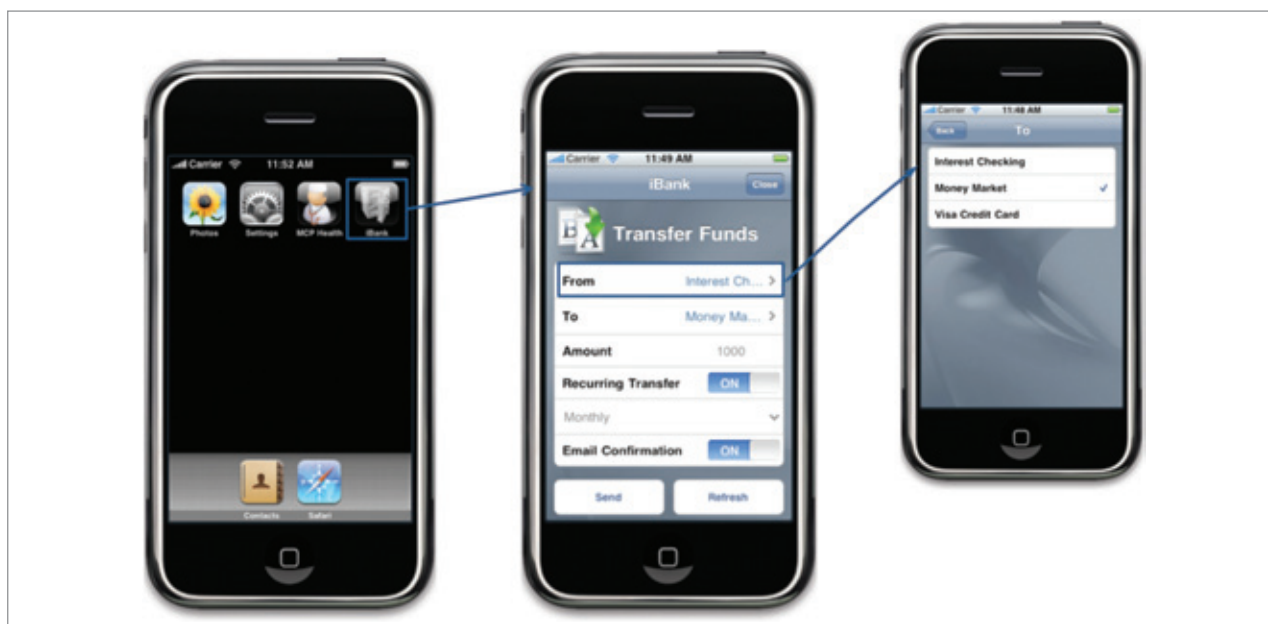 Carrier 11:52 AM
Photos Settings MCP Health iBank
Contacts Safari
Carrier 11:49 AM
iBank Close
B A Transfer Funds
From Interest Ch... >
To Money Ma... >
Amount 1000
Recurring Transfer ON
Monthly
Email Confirmation ON
Send Refresh
Carrier 11:48 AM
Back To
Interest Checking
Money Market ✓
Visa Credit Card